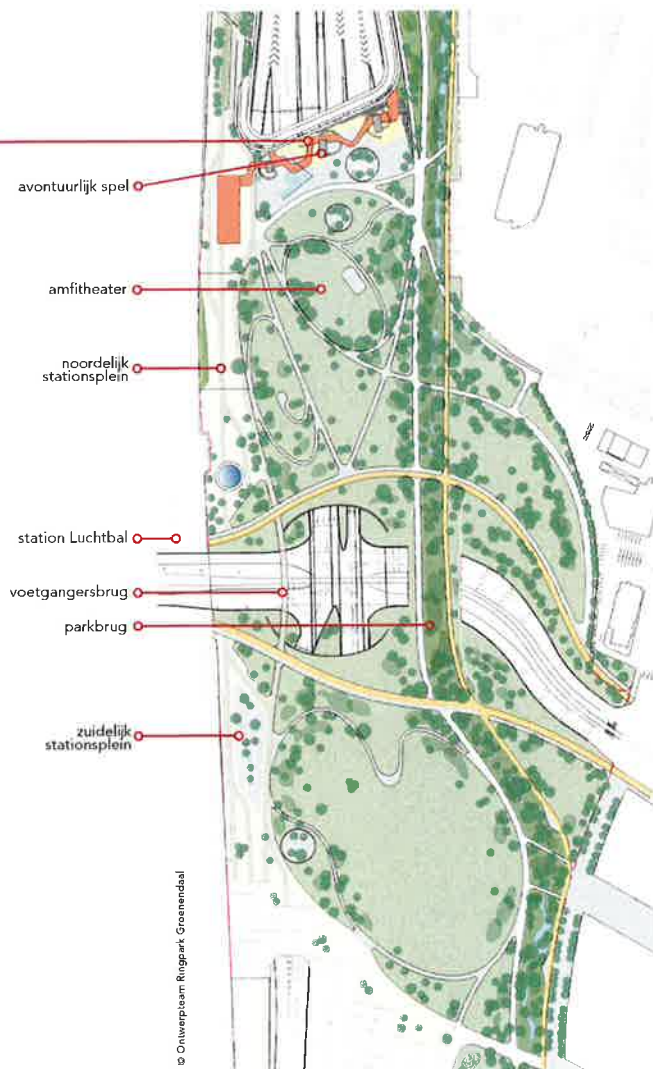 avontuurlijk spel
amfitheater
noordelijk
stationsplein
station Luchtbal
voetgangersbrug
parkbrug
zuidelijk
stationsplein
© Ontwerpteam Ringpark Groenendaal